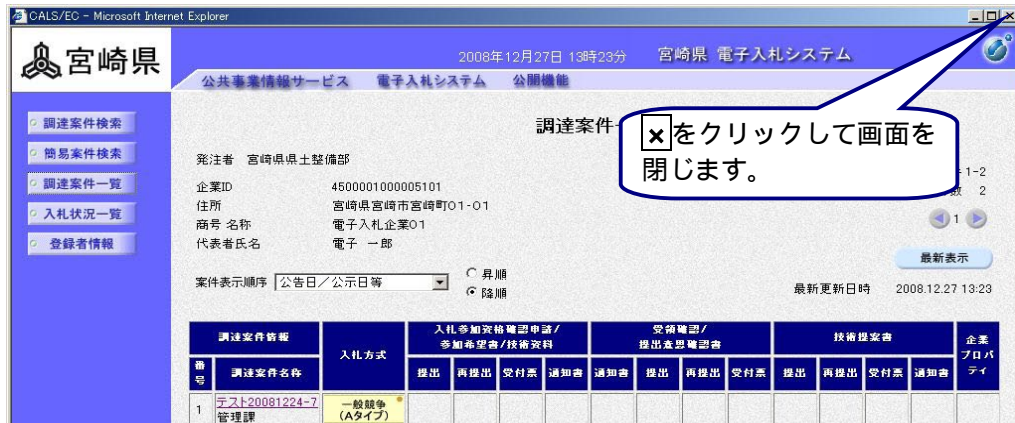 CALS/EC - Microsoft Internet Explorer
宮崎県
2008年12月27日 13時23分 宮崎県 電子入札システム
公共事業情報サービス 電子入札システム 公開機能
調達案件検索
簡易案件検索
調達案件一覧
入札状況一覧
登録者情報
調達案件
×をクリックして画面を
閉じます。
発注者 宮崎県県土整備部
1-2
企業ID 4500001000005101
数 2
住所 宮崎県宮崎市宮崎町01-01
商号 名称 電子入札企業01
1
代表者氏名 電子 一郎
最新表示
案件表示順序 公告日/公示日等
昇順
降順
最新更新日時 2008.12.27 13:23
調達案件情報
入札方式
入札参加資格確認申請/
参加希望書/技術資料
受領確認/
提出意思確認書
技術提案書
企業
プロパ
ティ
番号 調達案件名称 提出 再提出 受付票 通知書 通知書 提出 再提出 受付票 提出 再提出 受付票 通知書
1 テスト20081224-7
管理課
一般競争
(Aタイプ)